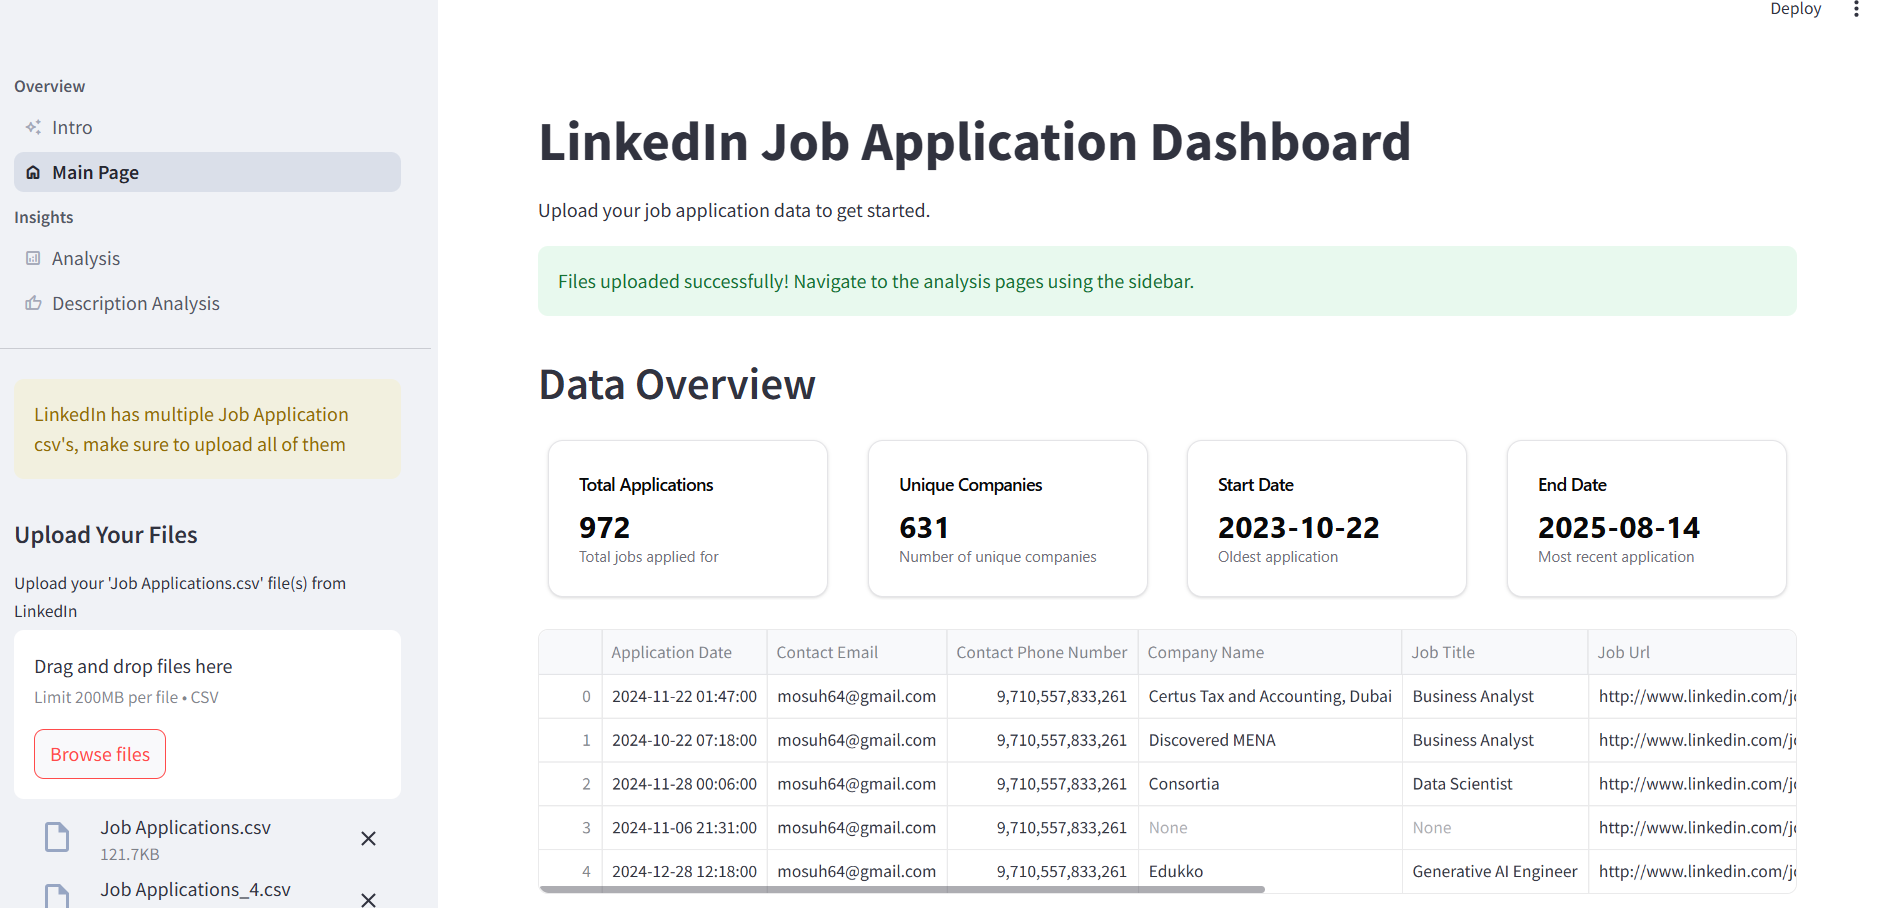 Deploy
Overview
Intro
Main Page
Insights
Analysis
Description Analysis
LinkedIn has multiple Job Application
csv's, make sure to upload all of them
Upload Your Files
Upload your 'Job Applications.csv' file(s) from
LinkedIn
Drag and drop files here
Limit 200MB per file • CSV
Browse files
Job Applications.csv
121.7KB
Job Applications_4.csv
LinkedIn Job Application Dashboard
Upload your job application data to get started.
Files uploaded successfully! Navigate to the analysis pages using the sidebar.
Data Overview
Total Applications
972
Total jobs applied for
Unique Companies
631
Number of unique companies
Start Date
2023-10-22
Oldest application
End Date
2025-08-14
Most recent application
Application Date Contact Email Contact Phone Number Company Name Job Title Job Url
0 2024-11-22 01:47:00 mosuh64@gmail.com 9,710,557,833,261 Certus Tax and Accounting, Dubai Business Analyst http://www.linkedin.com/jo
1 2024-10-22 07:18:00 mosuh64@gmail.com 9,710,557,833,261 Discovered MENA Business Analyst http://www.linkedin.com/jo
2 2024-11-28 00:06:00 mosuh64@gmail.com 9,710,557,833,261 Consortia Data Scientist http://www.linkedin.com/jo
3 2024-11-06 21:31:00 mosuh64@gmail.com 9,710,557,833,261 None None http://www.linkedin.com/jo
4 2024-12-28 12:18:00 mosuh64@gmail.com 9,710,557,833,261 Edukko Generative AI Engineer http://www.linkedin.com/jo